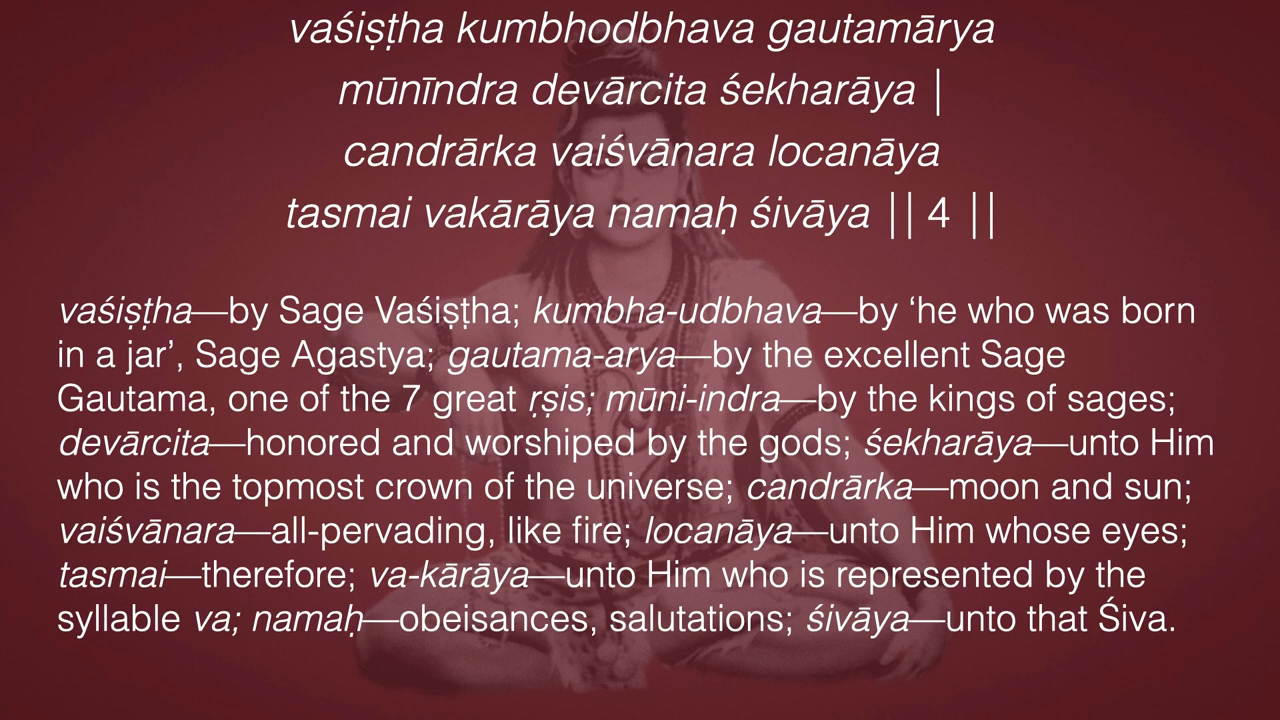 vaśiṣṭha kumbhodbhava gautamārya
mūnīndra devārcita śekharāya |
candrārka vaiśvānara locanāya
tasmai vakārāya namaḥ śivāya || 4 ||
vaśiṣṭha—by Sage Vaśiṣṭha; kumbha-udbhava—by ‘he who was born
in a jar’, Sage Agastya; gautama-arya—by the excellent Sage
Gautama, one of the 7 great ṛṣis; mūni-indra—by the kings of sages;
devārcita—honored and worshiped by the gods; śekharāya—unto Him
who is the topmost crown of the universe; candrārka—moon and sun;
vaiśvānara—all-pervading, like fire; locanāya—unto Him whose eyes;
tasmai—therefore; va-kārāya—unto Him who is represented by the
syllable va; namaḥ—obeisances, salutations; śivāya—unto that Śiva.